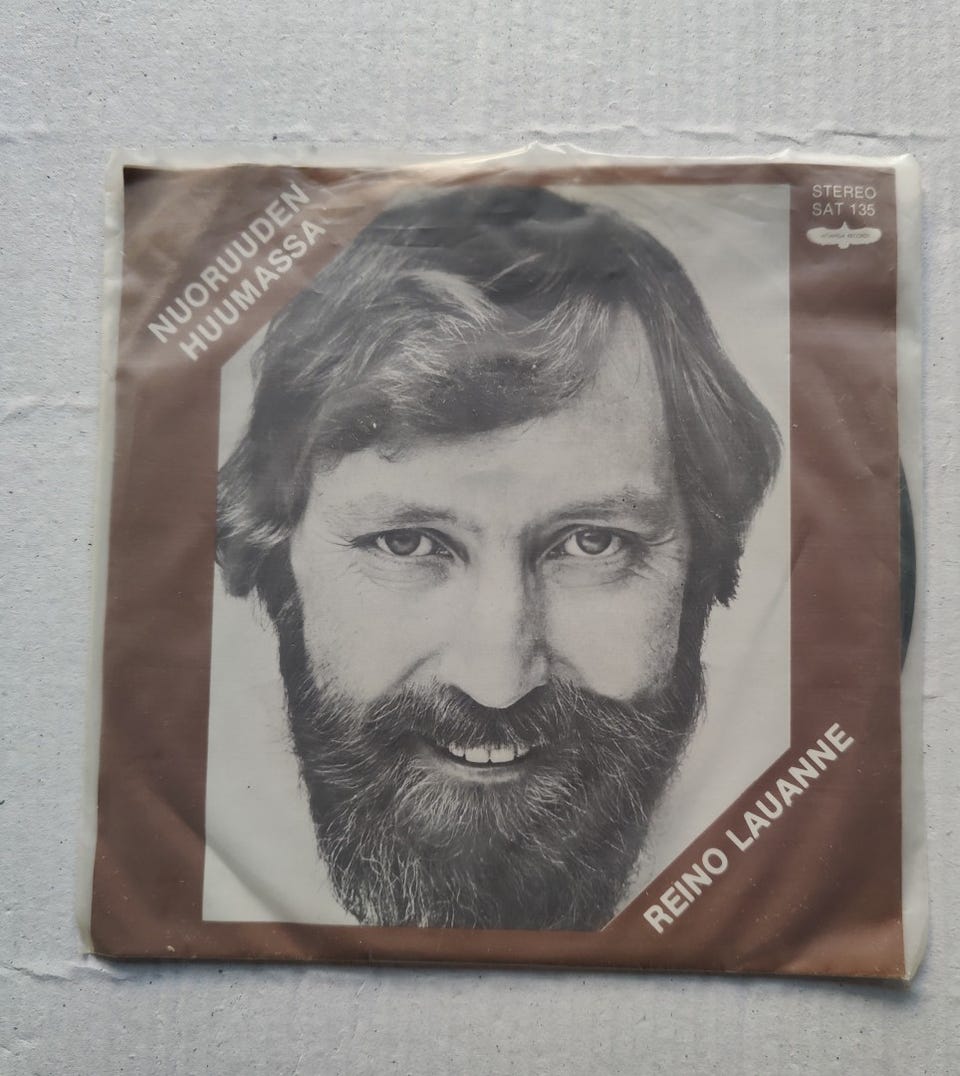 NUORUUDEN
HUUMASSA
STEREO
SAT 135
REINO LAUANNE